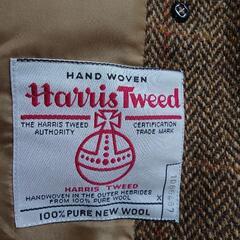 HAND WOVEN
Harris Tweed
THE HARRIS TWEED CERTIFICATION
AUTHORITY TRADE MARK
HARRIS TWEED
HANDWOVEN IN THE OUTER HEBRIDES
FROM 100% PURE WOOL
X
100% PURE NEW WOOL